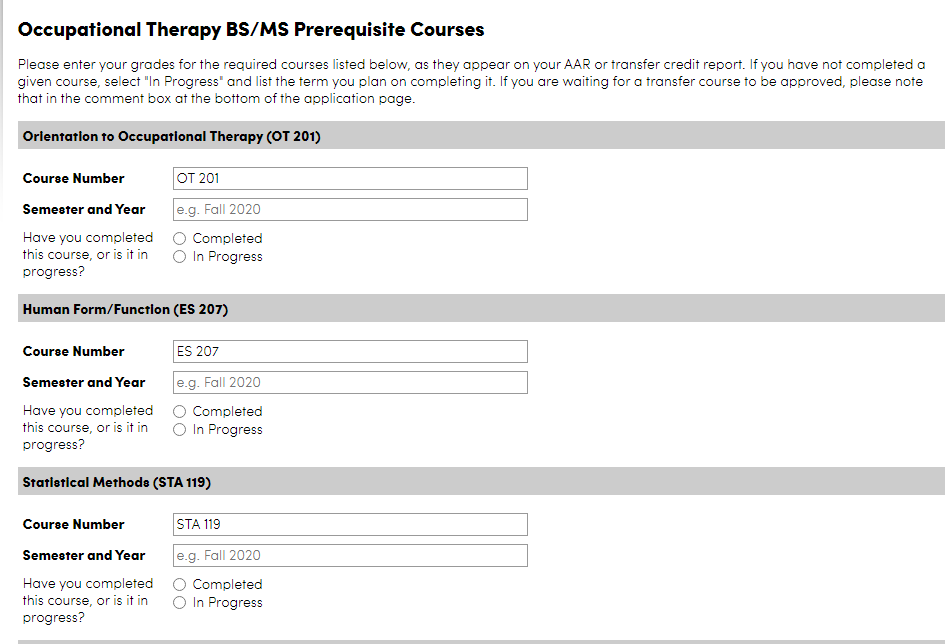 Occupational Therapy BS/MS Prerequisite Courses
Please enter your grades for the required courses listed below, as they appear on your AAR or transfer credit report. If you have not completed a
given course, select "In Progress" and list the term you plan on completing it. If you are waiting for a transfer course to be approved, please note
that in the comment box at the bottom of the application page.
Orientation to Occupational Therapy (OT 201)
Course Number OT 201
Semester and Year e.g. Fall 2020
Have you completed
this course, or is it in
progress?
Completed
In Progress
Human Form/Function (ES 207)
Course Number ES 207
Semester and Year e.g. Fall 2020
Have you completed
this course, or is it in
progress?
Completed
In Progress
Statistical Methods (STA 119)
Course Number STA 119
Semester and Year e.g. Fall 2020
Have you completed
this course, or is it in
progress?
Completed
In Progress